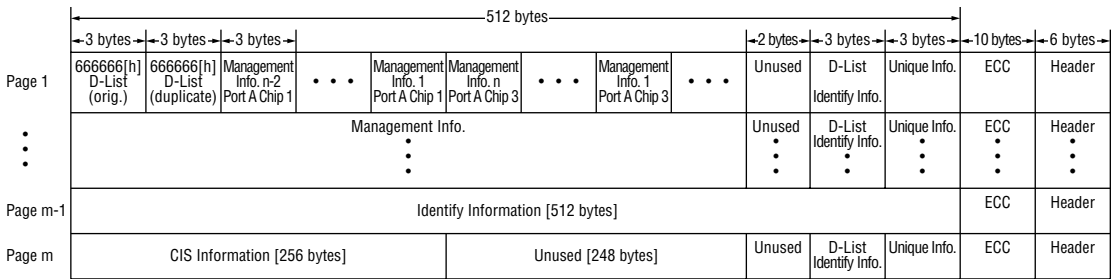 512 bytes
3 bytes 3 bytes 3 bytes 2 bytes 3 bytes 3 bytes 10 bytes 6 bytes
Page 1
666666[h]
D-List
(orig.)
666666[h]
D-List
(duplicate)
Management
Info. n-2
Port A Chip 1
• • •
Management
Info. 1
Port A Chip 1
Management
Info. n
Port A Chip 3
• • •
Management
Info. 1
Port A Chip 3
• • •
Unused
D-List
Identify Info.
Unique Info.
ECC
Header
Management Info.
Unused
D-List
Identify Info.
Unique Info.
ECC
Header
Page m-1
Identify Information [512 bytes]
ECC
Header
Page m
CIS Information [256 bytes]
Unused [248 bytes]
Unused
D-List
Identify Info.
Unique Info.
ECC
Header